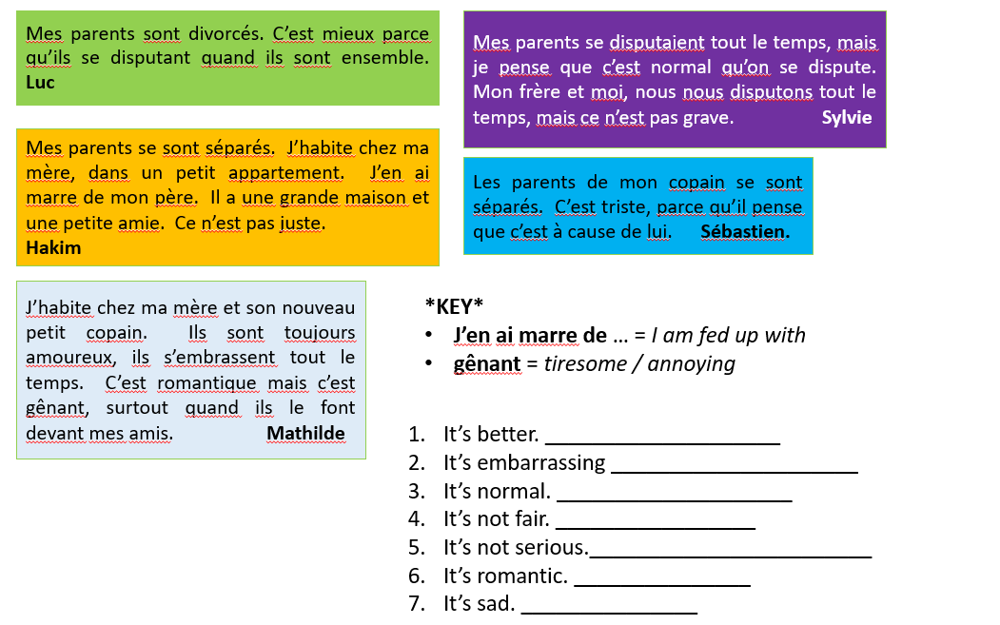 Mes parents sont divorcés. C’est mieux parce
qu’ils se disputant quand ils sont ensemble.
Luc
Mes parents se disputaient tout le temps, mais
je pense que c’est normal qu’on se dispute.
Mon frère et moi, nous nous disputons tout le
temps, mais ce n’est pas grave. Sylvie
Mes parents se sont séparés. J’habite chez ma
mère, dans un petit appartement. J’en ai
marre de mon père. Il a une grande maison et
une petite amie. Ce n’est pas juste.
Hakim
Les parents de mon copain se sont
séparés. C’est triste, parce qu’il pense
que c’est à cause de lui. Sébastien.
J’habite chez ma mère et son nouveau
petit copain. Ils sont toujours
amoureux, ils s’embrassent tout le
temps. C’est romantique mais c’est
gênant, surtout quand ils le font
devant mes amis. Mathilde
*KEY*
• J’en ai marre de ... = I am fed up with
• gênant = tiresome / annoying
1. It’s better. ____________________
2. It’s embarrassing _____________________
3. It’s normal. ____________________
4. It’s not fair. _________________
5. It’s not serious.________________________
6. It’s romantic. _______________
7. It’s sad. _______________